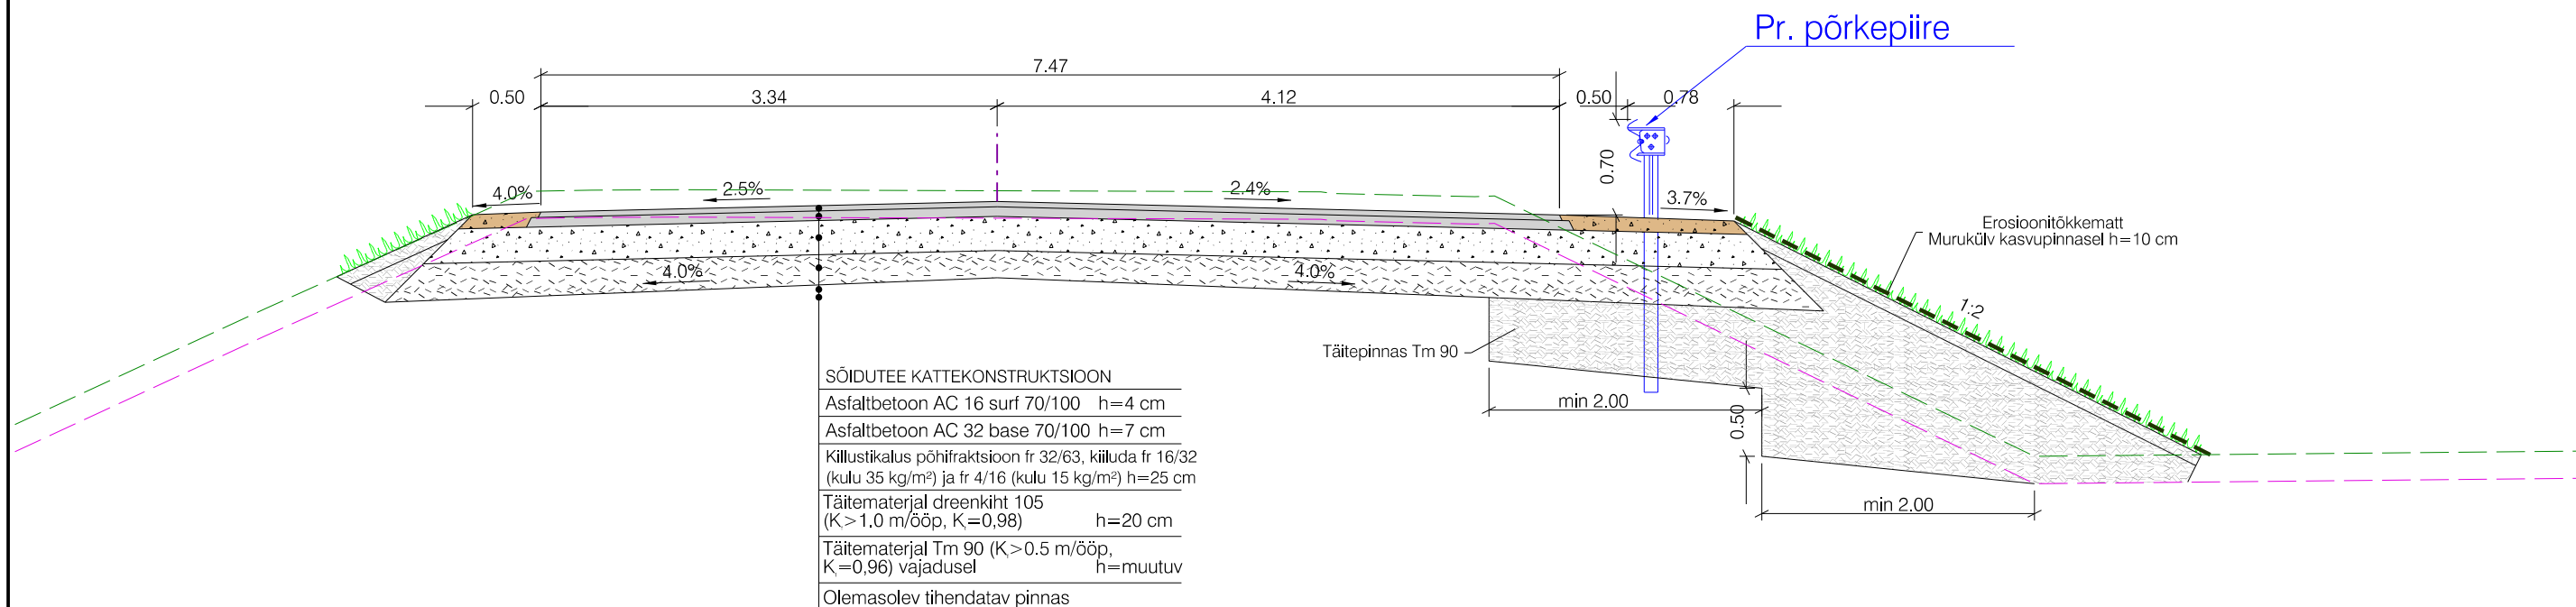 Pr. põrkepiire
7.47
0.50
3.34
4.12
0.50
0.78
0.70
4.0%
2.5%
2.4%
3.7%
4.0%
4.0%
Erosioonitõkkematt
Murukülv kasvupinnasel h=10 cm
1:2
Täitepinnas Tm 90
min 2.00
0.50
min 2.00
SÕIDUTEE KATTEKONSTRUKTSIOON
Asfaltbetoon AC 16 surf 70/100 h=4 cm
Asfaltbetoon AC 32 base 70/100 h=7 cm
Killustikalus põhifraktsioon fr 32/63, kiiluda fr 16/32
(kulu 35 kg/m²) ja fr 4/16 (kulu 15 kg/m²) h=25 cm
Täitematerjal dreenkiht 105
(K>1,0 m/ööp, K=0,98) h=20 cm
Täitematerjal Tm 90 (K>0.5 m/ööp,
K=0,96) vajadusel h=muutuv
Olemasolev tihendatav pinnas